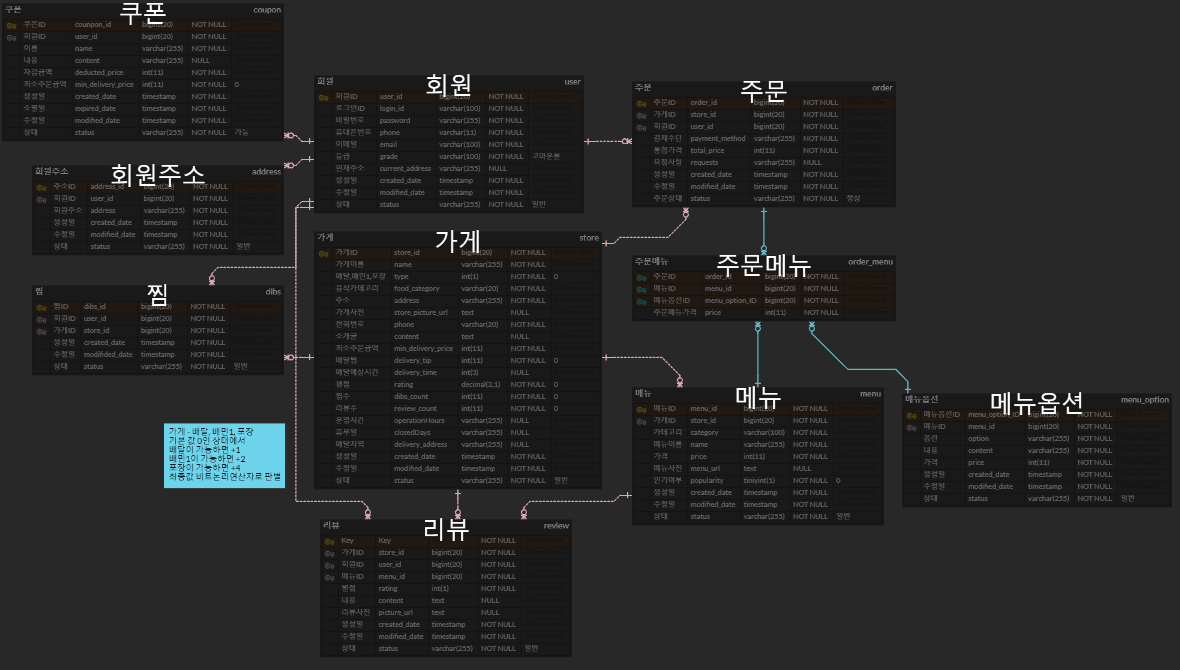 쿠폰 쿠폰 coupon
쿠폰ID counpon_id bigint(20) NOT NULL
회원ID user_id bigint(20) NOT NULL
이름 name varchar(255) NOT NULL
내용 content varchar(255) NULL
차감금액 deducted_price int(11) NOT NULL
최소주문금액 min_delivery_price int(11) NOT NULL 0
생성일 created_date timestamp NOT NULL
소멸일 expired_date timestamp NOT NULL
수정일 modified_date timestamp NOT NULL
상태 status varchar(255) NOT NULL 가능
회원주소 회원주소 address
주소ID address_id bigint(20) NOT NULL
회원ID user_id bigint(20) NOT NULL
회원주소 address varchar(255) NOT NULL
생성일 created_date timestamp NOT NULL
수정일 modified_date timestamp NOT NULL
상태 status varchar(255) NOT NULL 일반
찜 찜 dibs
찜ID dibs_id bigint(20) NOT NULL
회원ID user_id bigint(20) NOT NULL
가게ID store_id bigint(20) NOT NULL
생성일 created_date timestamp NOT NULL
수정일 modifided_date timestamp NOT NULL
상태 status varchar(255) NOT NULL 일반
가게 - 배달, 배민1, 포장
기본 값 0인 상태에서
배달이 가능하면 +1
배민1이 가능하면 +2
포장이 가능하면 +4
최종값 비트논리연산자로 판별
회원 회원 user
회원ID user_id bigint(20) NOT NULL
로그인ID login_id varchar(100) NOT NULL
비밀번호 password varchar(255) NOT NULL
휴대폰번호 phone varchar(11) NOT NULL
이메일 email varchar(100) NOT NULL
등급 grade varchar(100) NOT NULL 고마운분
현재주소 current_address varchar(255) NULL
생성일 created_date timestamp NOT NULL
수정일 modified_date timestamp NOT NULL
상태 status varchar(255) NOT NULL 일반
가게 가게 store
가게ID store_id bigint(20) NOT NULL
가게이름 name varchar(255) NOT NULL
배달,배민1,포장 type int(1) NOT NULL 0
음식카테고리 food_category varchar(20) NOT NULL
주소 address varchar(255) NOT NULL
가게사진 store_picture_url text NULL
전화번호 phone varchar(20) NOT NULL
소개글 content text NULL
최소주문금액 min_delivery_price int(11) NOT NULL
배달팁 delivery_tip int(11) NOT NULL 0
배달예상시간 delivery_time int(3) NULL
평점 rating decimal(2,1) NOT NULL 0
찜수 dibs_count int(11) NOT NULL 0
리뷰수 review_count int(11) NOT NULL 0
운영시간 operationHours varchar(255) NOT NULL
휴무일 closedDays varchar(255) NOT NULL
배달지역 delivery_address varchar(255) NOT NULL
생성일 created_date timestamp NOT NULL
수정일 modified_date timestamp NOT NULL
상태 status varchar(255) NOT NULL 일반
리뷰 리뷰 review
Key Key NOT NULL
가게ID store_id bigint(20) NOT NULL
회원ID user_id bigint(20) NOT NULL
메뉴ID menu_id bigint(20) NOT NULL
별점 rating int(1) NOT NULL
내용 content text NULL
리뷰사진 picture_url text NULL
생성일 created_date timestamp NOT NULL
수정일 modified_date timestamp NOT NULL
상태 status varchar(255) NOT NULL 일반
주문 주문 order
주문ID order_id bigint(20) NOT NULL
가게ID store_id bigint(20) NOT NULL
회원ID user_id bigint(20) NOT NULL
결제수단 payment_method varchar(255) NOT NULL
통합가격 total_price int(11) NOT NULL
요청사항 requests varchar(255) NULL
생성일 created_date timestamp NOT NULL
수정일 modified_date timestamp NOT NULL
주문상태 status varchar(255) NOT NULL 정상
주문메뉴 주문메뉴 order_menu
주문ID order_id bigint(20) NOT NULL
메뉴ID menu_id bigint(20) NOT NULL
메뉴옵션ID menu_option_ID bigint(20) NOT NULL
주문메뉴가격 price int(11) NOT NULL
메뉴 메뉴 menu
메뉴ID menu_id bigint(20) NOT NULL
가게ID store_id bigint(20) NOT NULL
카테고리 category varchar(100) NOT NULL
메뉴이름 name varchar(255) NOT NULL
가격 price int(11) NOT NULL
메뉴사진 menu_url text NULL
인기여부 popularity tiniyint(1) NOT NULL 0
생성일 created_date timestamp NOT NULL
수정일 modified_date timestamp NOT NULL
상태 status varchar(255) NOT NULL 일반
메뉴옵션 메뉴옵션 menu_option
메뉴옵션ID menu_option_ID bigint(20) NOT NULL
메뉴ID menu_id bigint(20) NOT NULL
옵션 option varchar(255) NOT NULL
내용 content varchar(255) NOT NULL
가격 price int(11) NOT NULL
생성일 created_date timestamp NOT NULL
수정일 modified_date timestamp NOT NULL
상태 status varchar(255) NOT NULL 일반